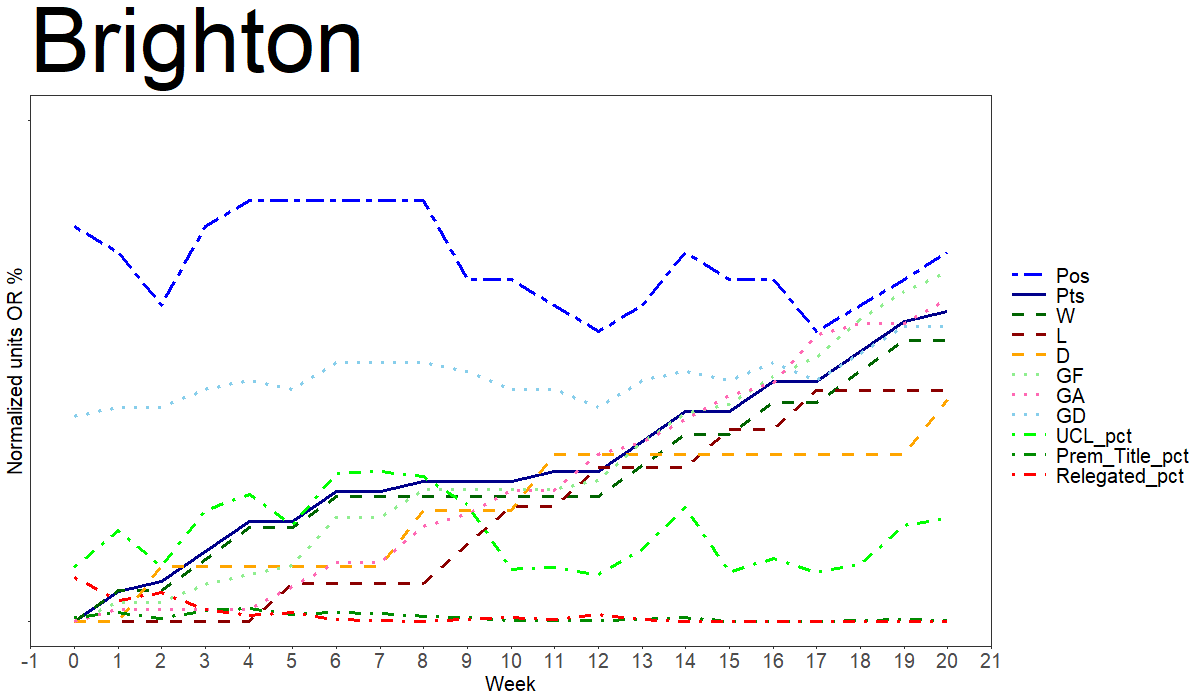 Brighton
Normalized units OR %
-1 0 1 2 3 4 5 6 7 8 9 10 11 12 13 14 15 16 17 18 19 20 21
Week
Pos
Pts
W
L
D
GF
GA
GD
UCL_pct
Prem_Title_pct
Relegated_pct